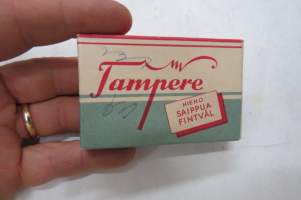 Tampere
HIENO
SAIPPUA
FINTVÅL